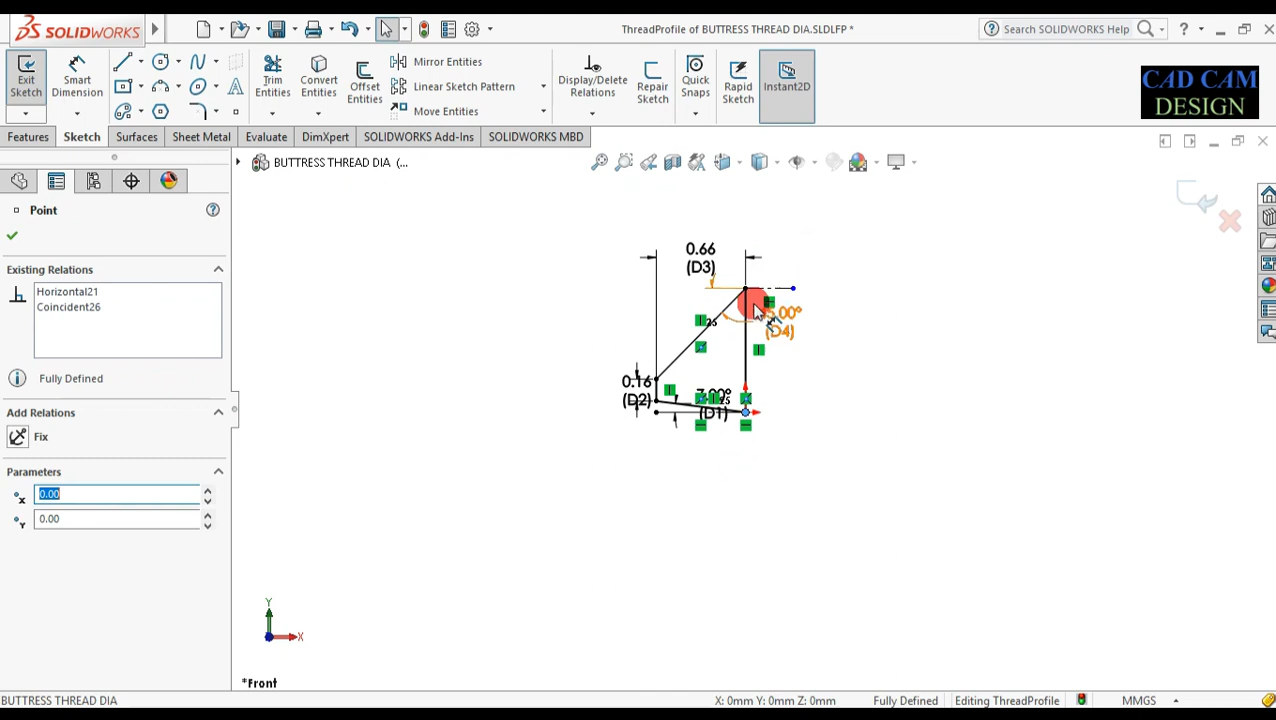 SOLIDWORKS
ThreadProfile of BUTTRESS THREAD DIA.SLDLFP *
Search SOLIDWORKS Help
Exit Sketch
Smart Dimension
Trim Entities
Convert Entities
Offset Entities
Mirror Entities
Linear Sketch Pattern
Move Entities
Display/Delete Relations
Repair Sketch
Quick Snaps
Rapid Sketch
Instant2D
CAD CAM
DESIGN
Features
Sketch
Surfaces
Sheet Metal
Evaluate
DimXpert
SOLIDWORKS Add-Ins
SOLIDWORKS MBD
BUTTRESS THREAD DIA (...
Point
Existing Relations
Horizontal21
Coincident26
Fully Defined
Add Relations
Fix
Parameters
x
0.00
y
0.00
0.66
(D3)
(D4)
25
0.16
(D2)
7.00°
(D1)
25
Y
X
*Front
BUTTRESS THREAD DIA
X: 0mm Y: 0mm Z: 0mm
Fully Defined
Editing ThreadProfile
MMGS